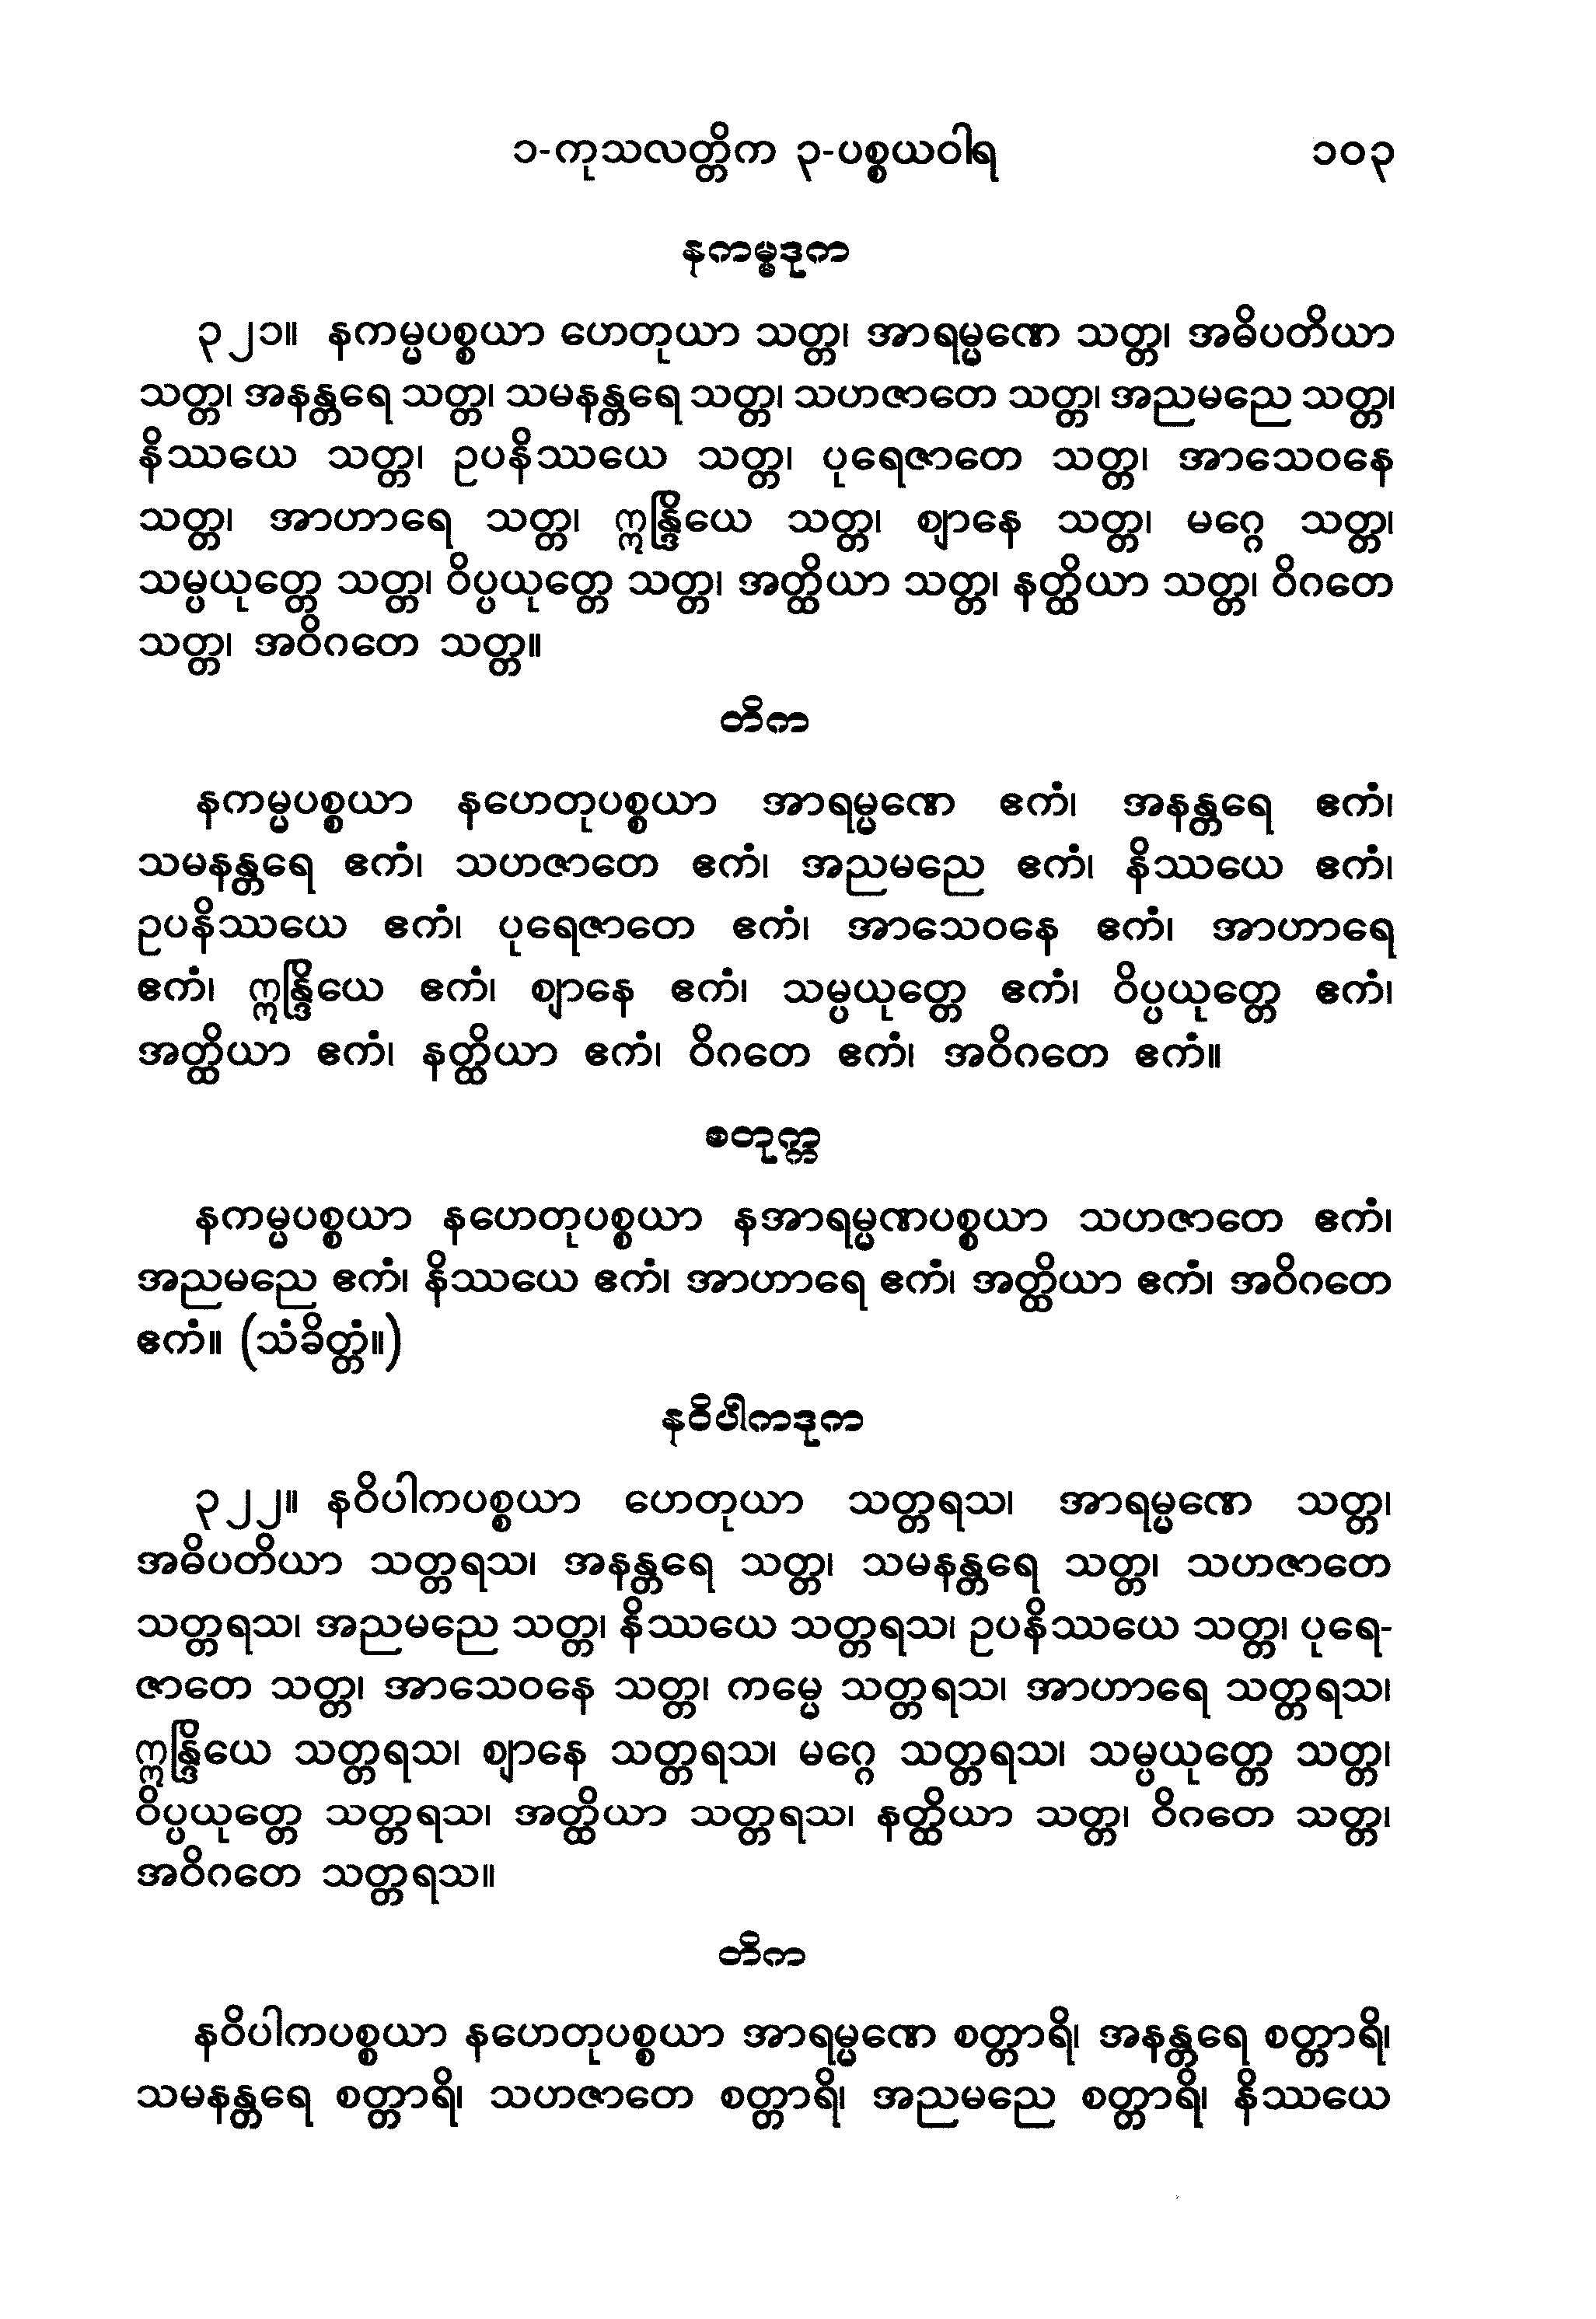 ၁-ကုသလတ္တိက ၃-ပစ္စယဝါရ ၁၀၃
နကမ္မဒုက
၃၂၁။ နကမ္မပစ္စယာ ဟေတုယာ သတ္တ၊ အာရမ္မဏေ သတ္တ၊ အဓိပတိယာ
သတ္တ၊ အနန္တရေ သတ္တ၊ သမနန္တရေ သတ္တ၊ သဟဇာတေ သတ္တ၊ အညမညေ သတ္တ၊
နိဿယေ သတ္တ၊ ဥပနိဿယေ သတ္တ၊ ပုရေဇာတေ သတ္တ၊ အာသေဝနေ
သတ္တ၊ အာဟာရေ သတ္တ၊ ဣန္ဒြိယေ သတ္တ၊ ဈာနေ သတ္တ၊ မဂ္ဂေ သတ္တ၊
သမ္ပယုတ္တေ သတ္တ၊ ဝိပ္ပယုတ္တေ သတ္တ၊ အတ္ထိယာ သတ္တ၊ နတ္ထိယာ သတ္တ၊ ဝိဂတေ
သတ္တ၊ အဝိဂတေ သတ္တ။
တိက
နကမ္မပစ္စယာ နဟေတုပစ္စယာ အာရမ္မဏေ ဧကံ၊ အနန္တရေ ဧကံ၊
သမနန္တရေ ဧကံ၊ သဟဇာတေ ဧကံ၊ အညမညေ ဧကံ၊ နိဿယေ ဧကံ၊
ဥပနိဿယေ ဧကံ၊ ပုရေဇာတေ ဧကံ၊ အာသေဝနေ ဧကံ၊ အာဟာရေ
ဧကံ၊ ဣန္ဒြိယေ ဧကံ၊ ဈာနေ ဧကံ၊ သမ္ပယုတ္တေ ဧကံ၊ ဝိပ္ပယုတ္တေ ဧကံ၊
အတ္ထိယာ ဧကံ၊ နတ္ထိယာ ဧကံ၊ ဝိဂတေ ဧကံ၊ အဝိဂတေ ဧကံ။
စတုက္က
နကမ္မပစ္စယာ နဟေတုပစ္စယာ နအာရမ္မဏပစ္စယာ သဟဇာတေ ဧကံ၊
အညမညေ ဧကံ၊ နိဿယေ ဧကံ၊ အာဟာရေ ဧကံ၊ အတ္ထိယာ ဧကံ၊ အဝိဂတေ
ဧကံ။ (သံခိတ္တံ။)
နဝိပါကဒုက
၃၂၂။ နဝိပါကပစ္စယာ ဟေတုယာ သတ္တရသ၊ အာရမ္မဏေ သတ္တ၊
အဓိပတိယာ သတ္တရသ၊ အနန္တရေ သတ္တ၊ သမနန္တရေ သတ္တ၊ သဟဇာတေ
သတ္တရသ၊ အညမညေ သတ္တ၊ နိဿယေ သတ္တရသ၊ ဥပနိဿယေ သတ္တ၊ ပုရေ-
ဇာတေ သတ္တ၊ အာသေဝနေ သတ္တ၊ ကမ္မေ သတ္တရသ၊ အာဟာရေ သတ္တရသ၊
ဣန္ဒြိယေ သတ္တရသ၊ ဈာနေ သတ္တရသ၊ မဂ္ဂေ သတ္တရသ၊ သမ္ပယုတ္တေ သတ္တ၊
ဝိပ္ပယုတ္တေ သတ္တရသ၊ အတ္ထိယာ သတ္တရသ၊ နတ္ထိယာ သတ္တ၊ ဝိဂတေ သတ္တ၊
အဝိဂတေ သတ္တရသ။
တိက
နဝိပါကပစ္စယာ နဟေတုပစ္စယာ အာရမ္မဏေ စတ္တာရိ၊ အနန္တရေ စတ္တာရိ၊
သမနန္တရေ စတ္တာရိ၊ သဟဇာတေ စတ္တာရိ၊ အညမညေ စတ္တာရိ၊ နိဿယေ